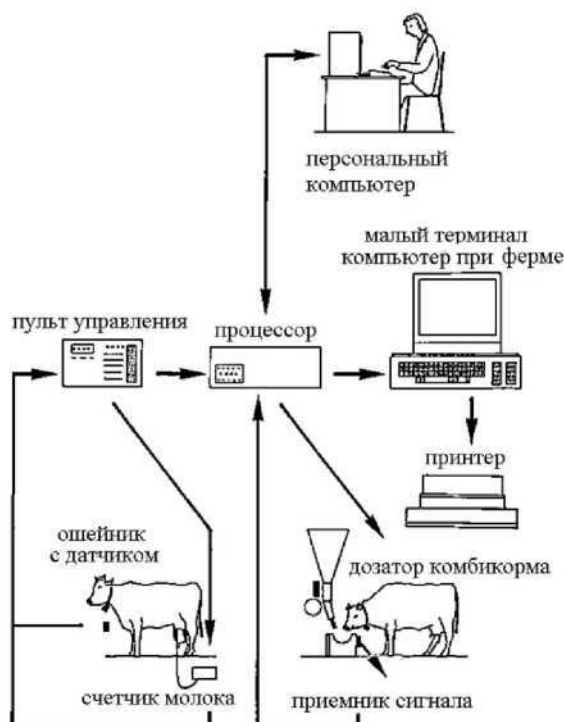 персональный
компьютер
малый терминал
компьютер при ферме
пульт управления
процессор
принтер
ошейник
с датчиком
дозатор комбикорма
счетчик молока
приемник сигнала